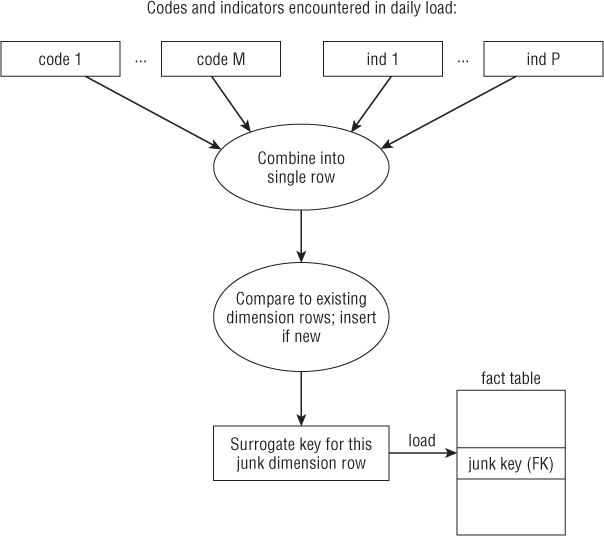 Codes and indicators encountered in daily load:
code 1 ... code M ind 1 ... ind P
Combine into
single row
Compare to existing
dimension rows; insert
if new
fact table
Surrogate key for this
junk dimension row
load
junk key (FK)